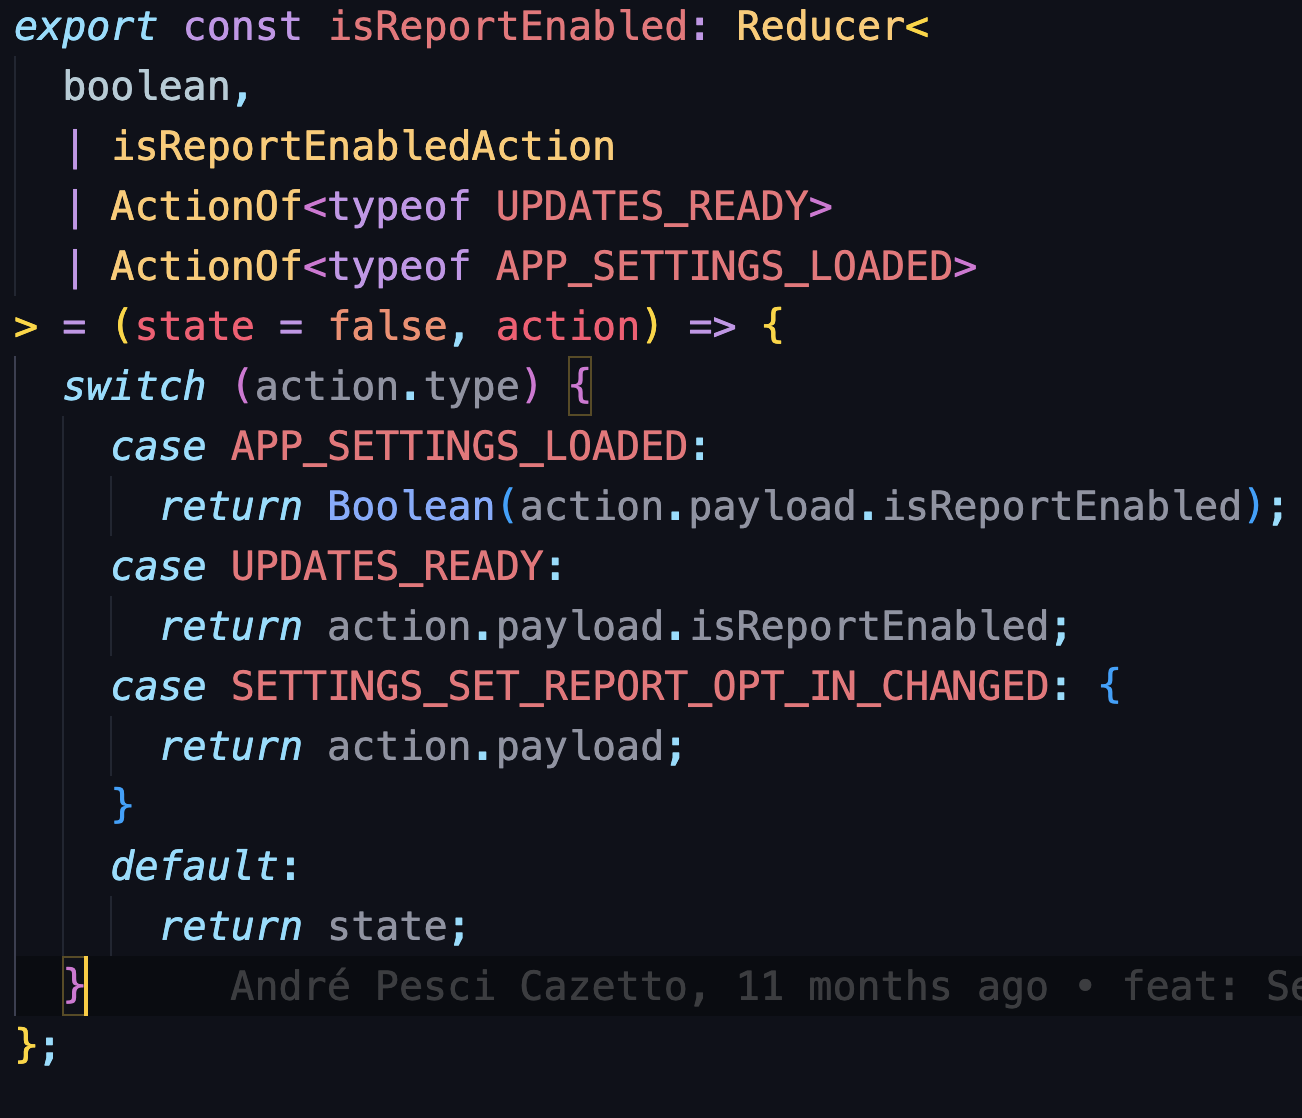 export const isReportEnabled: Reducer<
  boolean,
  | isReportEnabledAction
  | ActionOf<typeof UPDATES_READY>
  | ActionOf<typeof APP_SETTINGS_LOADED>
> = (state = false, action) => {
  switch (action.type) {
    case APP_SETTINGS_LOADED:
      return Boolean(action.payload.isReportEnabled);
    case UPDATES_READY:
      return action.payload.isReportEnabled;
    case SETTINGS_SET_REPORT_OPT_IN_CHANGED: {
      return action.payload;
    }
    default:
      return state;
  }      André Pesci Cazetto, 11 months ago • feat:
};